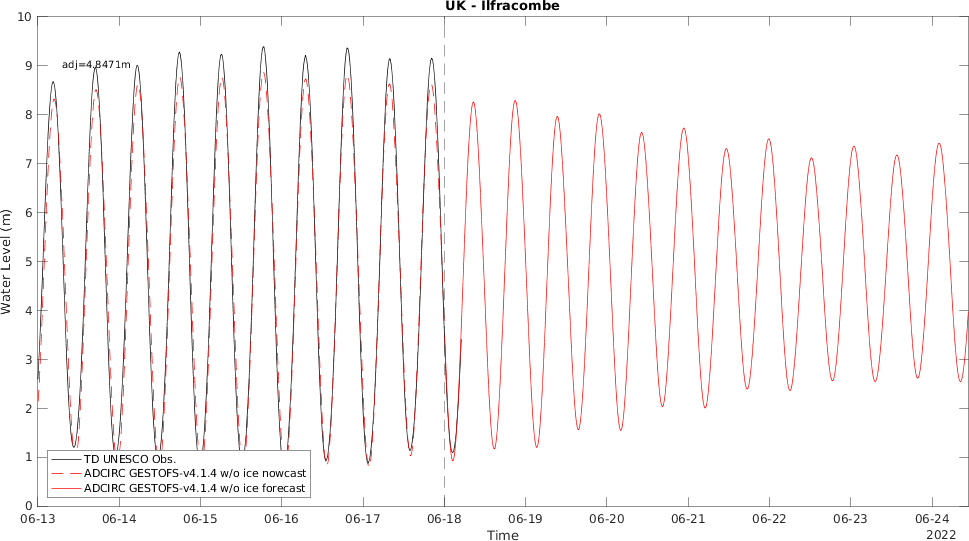 UK - Ilfracombe
10
9
8
7
6
5
4
3
2
1
0
Water Level (m)
adj=4.8471m
TD UNESCO Obs.
ADCIRC GESTOFS-v4.1.4 w/o ice nowcast
ADCIRC GESTOFS-v4.1.4 w/o ice forecast
06-13 06-14 06-15 06-16 06-17 06-18 06-19 06-20 06-21 06-22 06-23 06-24
Time
2022